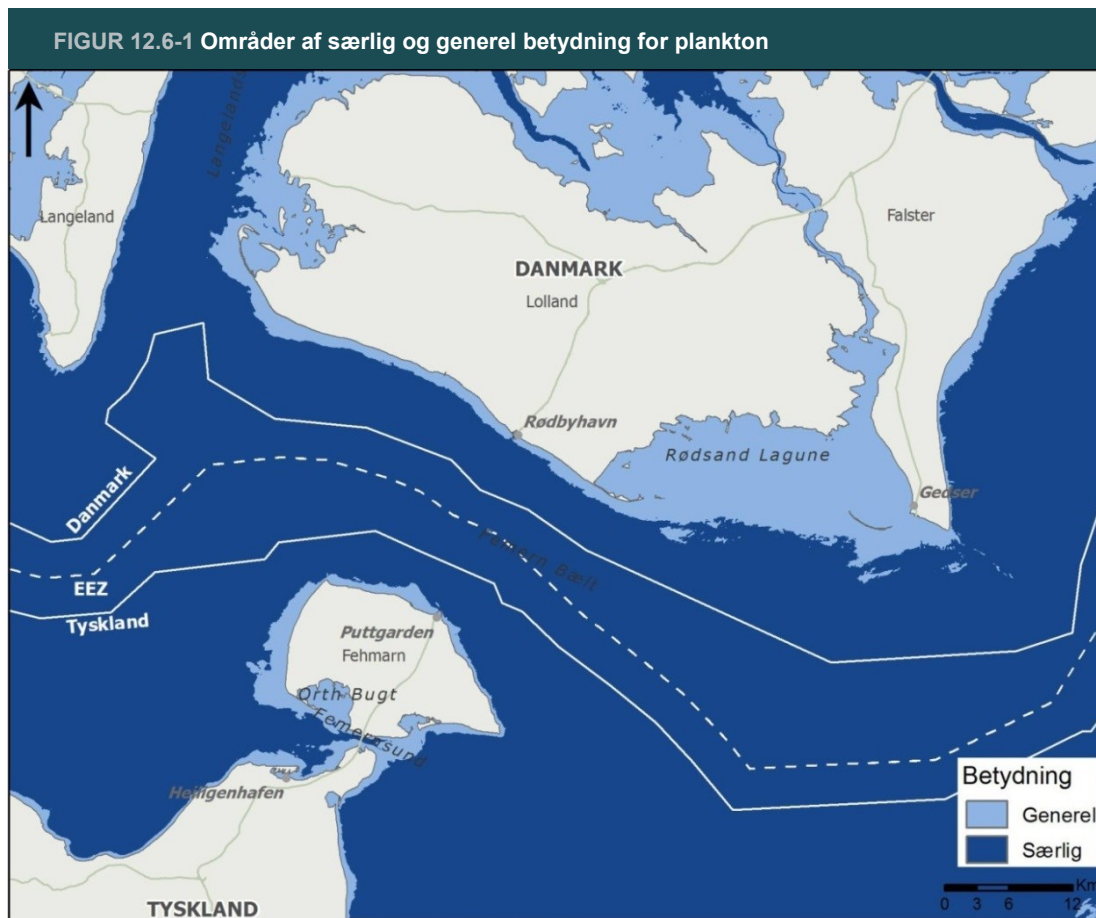 FIGUR 12.6-1 Områder af særlig og generel betydning for plankton
Langelands
Langeland
Falster
DANMARK
Lolland
Rødbyhavn
Rødsand Lagune
Gedser
Danmark
Femern Bælt
EEZ
Tyskland
Puttgarden
Fehmarn
Orth Bugt
Femernsund
Heiligenhafen
TYSKLAND
Betydning
Generel
Særlig
Km
0 3 6 12